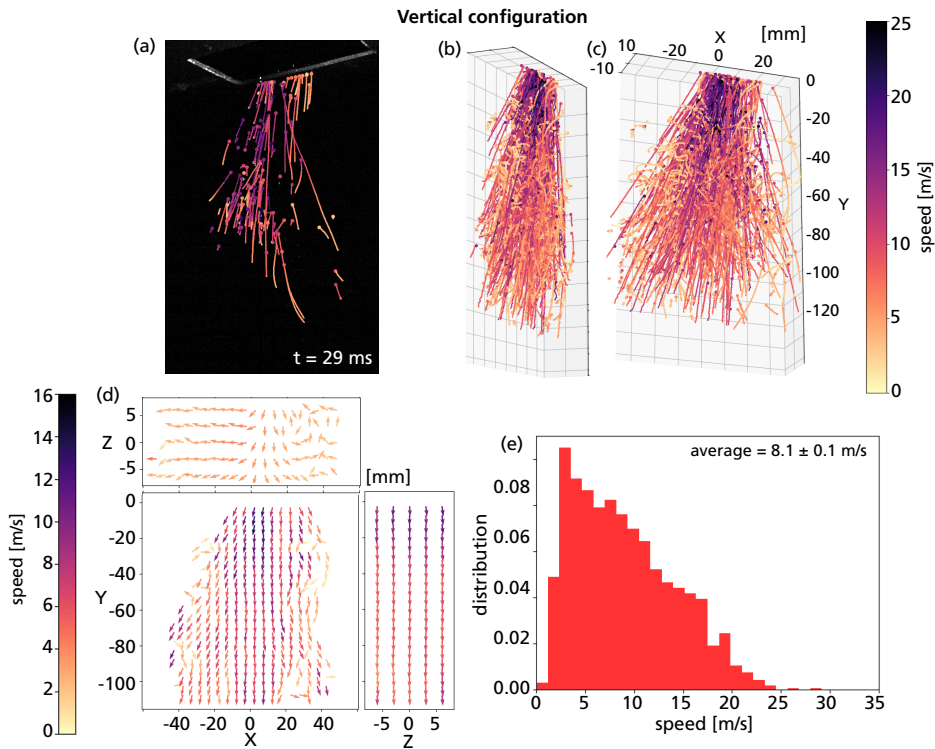 Vertical configuration
(a)
t = 29 ms
(b)
(c)
X
[mm]
10
-20
0
20
-10
0
-20
-40
-60
Y
-80
-100
-120
25
20
15
10
5
0
speed [m/s]
16
14
12
10
8
6
4
2
0
speed [m/s]
(d)
5
Z
0
-5
[mm]
0
-20
-40
Y
-60
-80
-100
-40
-20
0
20
40
X
-5
0
5
Z
(e)
average = 8.1 ± 0.1 m/s
distribution
0.08
0.06
0.04
0.02
0.00
0
5
10
15
20
25
30
35
speed [m/s]